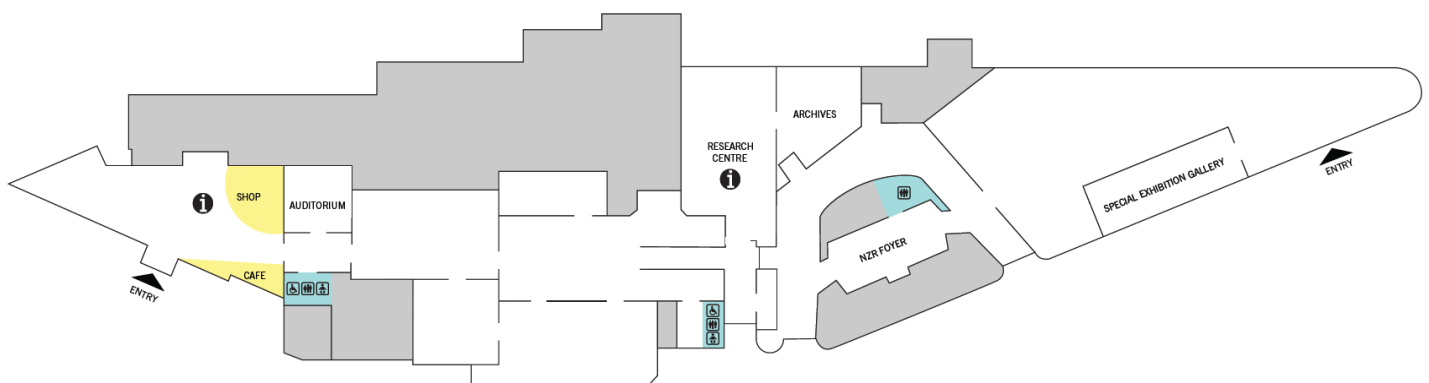 ARCHIVES
RESEARCH
CENTRE
i
SHOP
i
AUDITORIUM
SPECIAL EXHIBITION GALLERY
ENTRY
NZR FOYER
CAFE
ENTRY